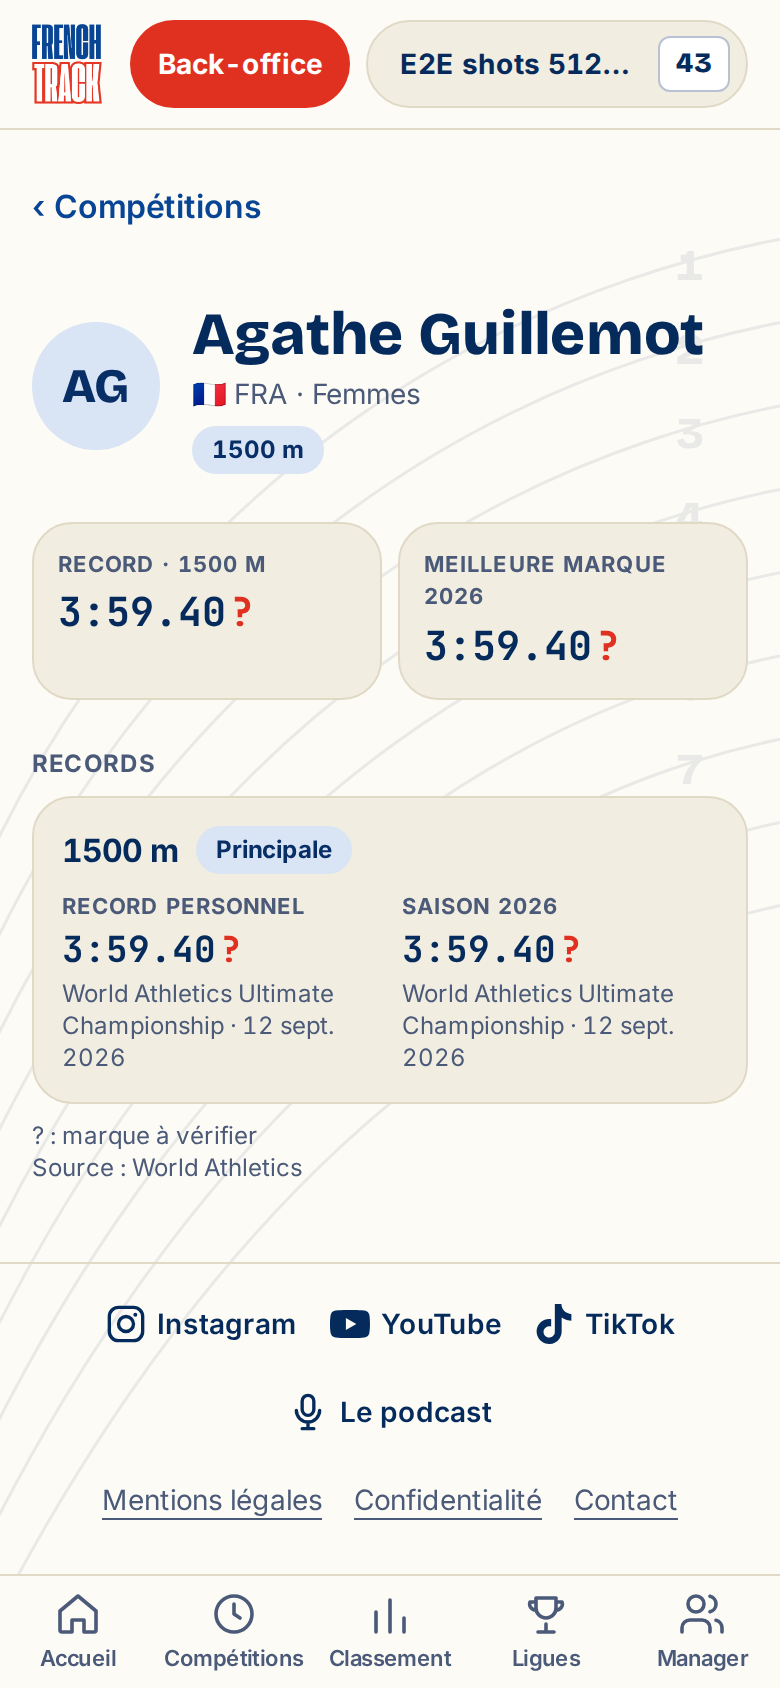 FRENCH
TRACK
Back-office
E2E shots 512... 43
‹ Compétitions
1
2
3
4
7
AG
Agathe Guillemot
🇫🇷 FRA · Femmes
1500 m
RECORD · 1500 M
3:59.40?
MEILLEURE MARQUE
2026
3:59.40?
RECORDS
1500 m Principale
RECORD PERSONNEL
3:59.40?
World Athletics Ultimate
Championship · 12 sept.
2026
SAISON 2026
3:59.40?
World Athletics Ultimate
Championship · 12 sept.
2026
? : marque à vérifier
Source : World Athletics
Instagram YouTube TikTok
Le podcast
Mentions légales Confidentialité Contact
Accueil Compétitions Classement Ligues Manager